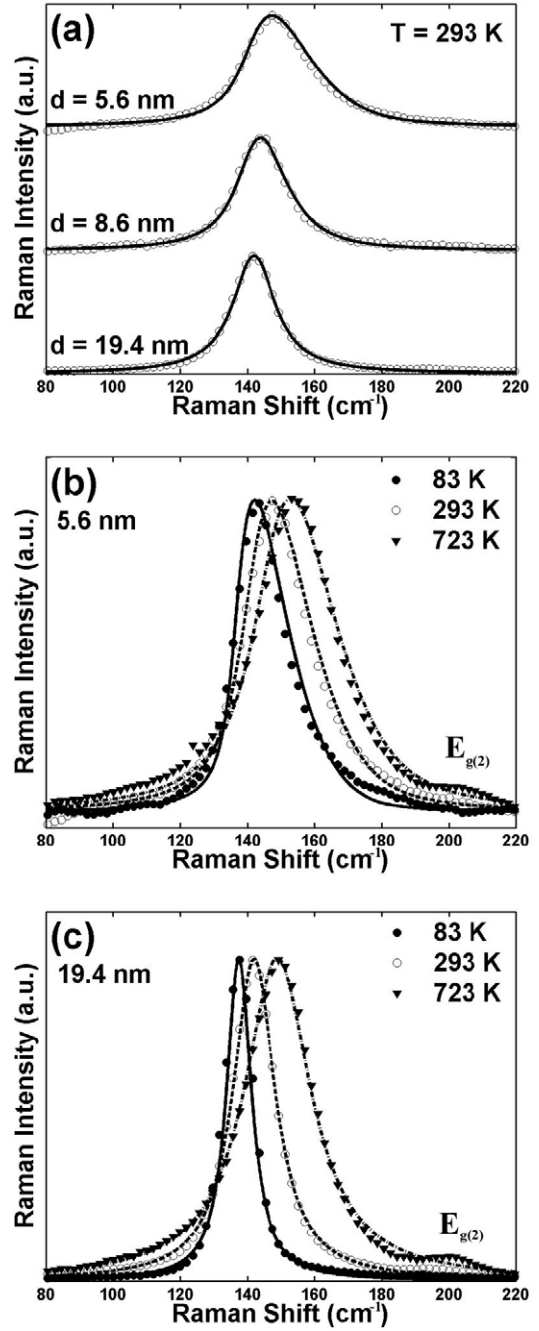 (a)
T = 293 K
d = 5.6 nm
d = 8.6 nm
d = 19.4 nm
Raman Intensity (a.u.)
80 100 120 140 160 180 200 220
Raman Shift (cm⁻¹)
(b)
5.6 nm
83 K
293 K
723 K
E g(2)
Raman Intensity (a.u.)
80 100 120 140 160 180 200 220
Raman Shift (cm⁻¹)
(c)
19.4 nm
83 K
293 K
723 K
E g(2)
Raman Intensity (a.u.)
80 100 120 140 160 180 200 220
Raman Shift (cm⁻¹)